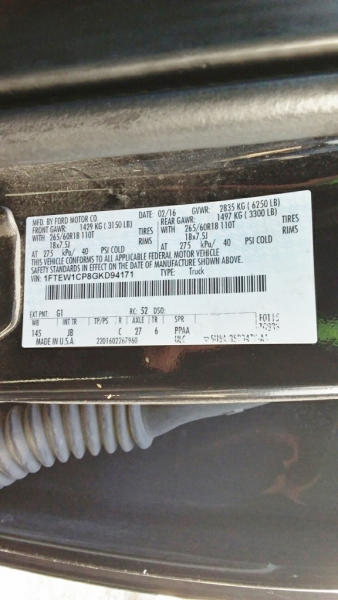 MFD. BY FORD MOTOR CO. DATE: 02/16 GVWR: 2835 KG ( 6250 LB)
FRONT GAWR: 1429 KG ( 3150 LB) REAR GAWR: 1497 KG ( 3300 LB)
WITH 265/60R18 110T TIRES WITH 265/60R18 110T TIRES
18x7.5J RIMS 18x7.5J RIMS
AT 275 kPa/ 40 PSI COLD AT 275 kPa/ 40 PSI COLD
THIS VEHICLE CONFORMS TO ALL APPLICABLE FEDERAL MOTOR VEHICLE
SAFETY AND THEFT PREVENTION STANDARDS IN EFFECT ON THE DATE OF MANUFACTURE
SHOWN ABOVE.
VIN: 1FTEW1CP8GKD94171 TYPE: Truck
EXT PNT: G1 RC: 52 DSO: F0115
WB INT TR TP/PS R AXLE TR SPR
145 JB C 27 6 PPAA
MADE IN U.S.A. 2201602267960 ULC